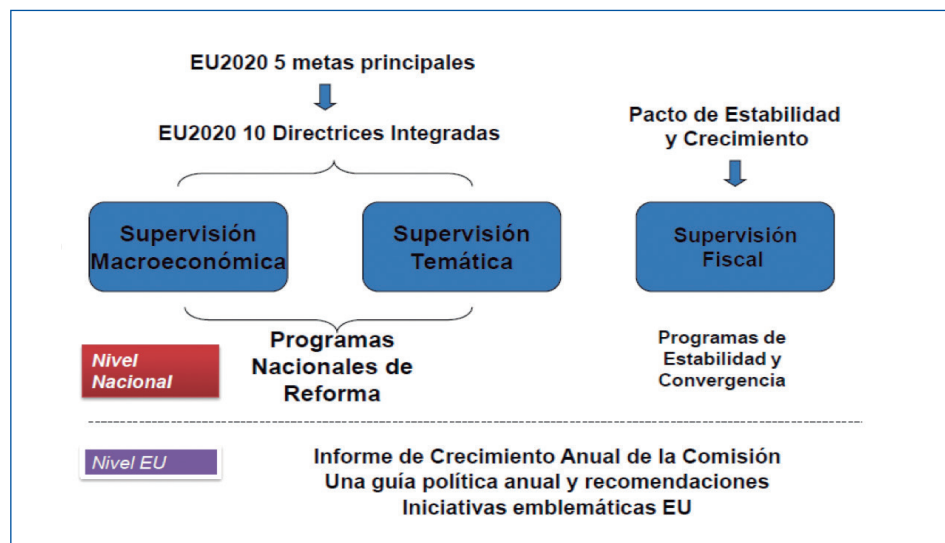 EU2020 5 metas principales
EU2020 10 Directrices Integradas
Pacto de Estabilidad
y Crecimiento
Supervisión
Macroeconómica
Supervisión
Temática
Supervisión
Fiscal
Programas
Nacionales de
Reforma
Programas de
Estabilidad y
Convergencia
Nivel
Nacional
Nivel EU
Informe de Crecimiento Anual de la Comisión
Una guía política anual y recomendaciones
Iniciativas emblemáticas EU